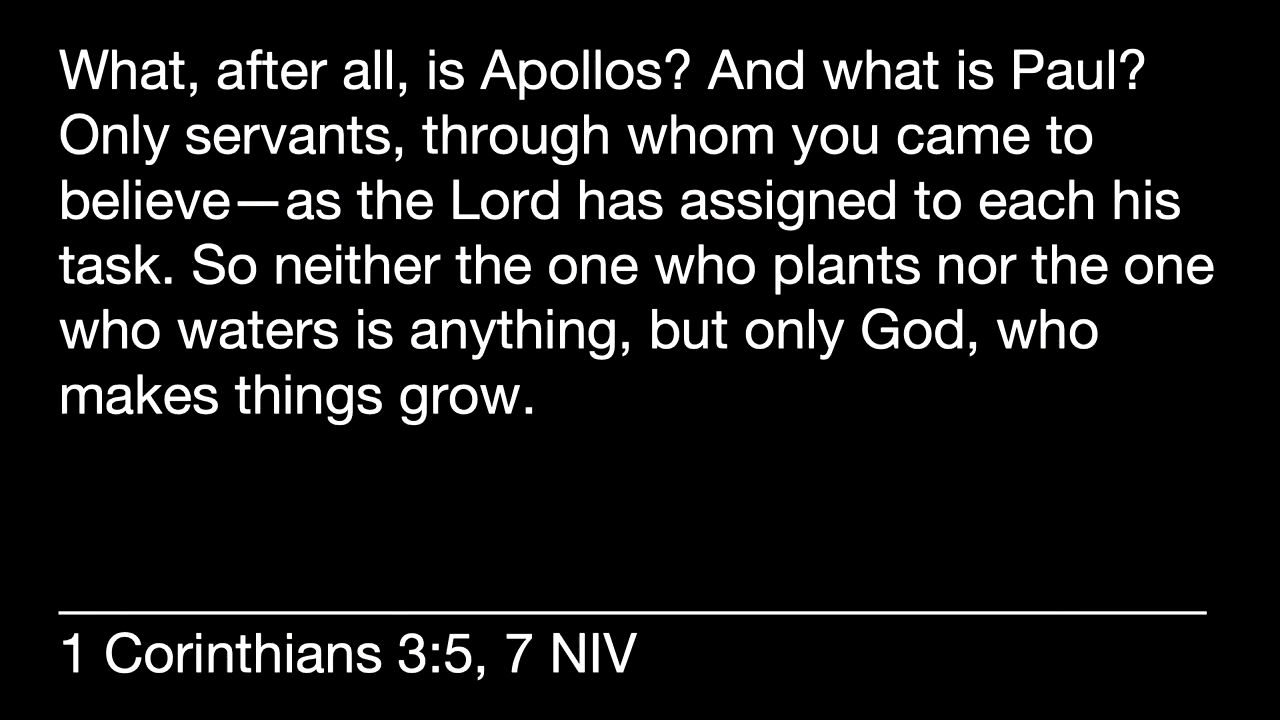 What, after all, is Apollos? And what is Paul?
Only servants, through whom you came to
believe—as the Lord has assigned to each his
task. So neither the one who plants nor the one
who waters is anything, but only God, who
makes things grow.
1 Corinthians 3:5, 7 NIV